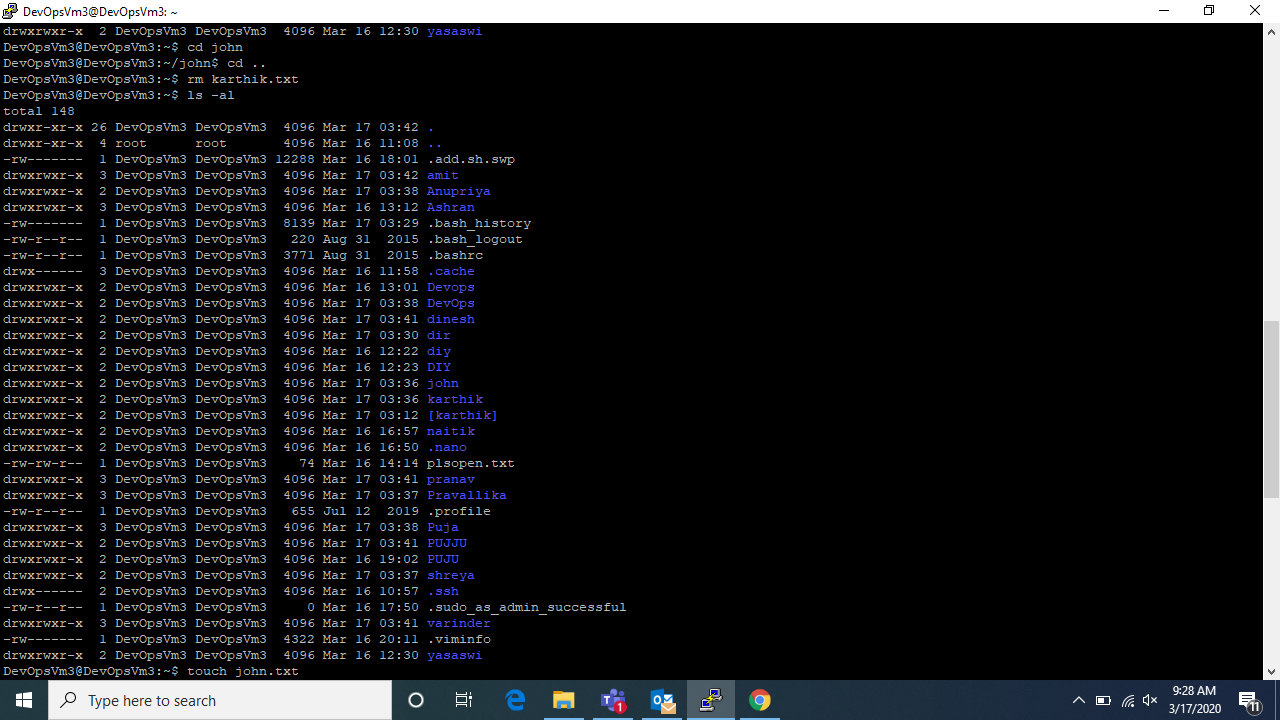 DevOpsVm3@DevOpsVm3: ~
drwxrwxr-x  2 DevOpsVm3 DevOpsVm3  4096 Mar 16 12:30 yasaswi
DevOpsVm3@DevOpsVm3:~$ cd john
DevOpsVm3@DevOpsVm3:~/john$ cd ..
DevOpsVm3@DevOpsVm3:~$ rm karthik.txt
DevOpsVm3@DevOpsVm3:~$ ls -al
total 148
drwxr-xr-x 26 DevOpsVm3 DevOpsVm3  4096 Mar 17 03:42 .
drwxr-xr-x  4 root      root       4096 Mar 16 11:08 ..
-rw-------  1 DevOpsVm3 DevOpsVm3 12288 Mar 16 18:01 .add.sh.swp
drwxrwxr-x  3 DevOpsVm3 DevOpsVm3  4096 Mar 17 03:42 amit
drwxrwxr-x  2 DevOpsVm3 DevOpsVm3  4096 Mar 17 03:38 Anupriya
drwxrwxr-x  3 DevOpsVm3 DevOpsVm3  4096 Mar 16 13:12 Ashran
-rw-------  1 DevOpsVm3 DevOpsVm3  8139 Mar 17 03:29 .bash_history
-rw-r--r--  1 DevOpsVm3 DevOpsVm3   220 Aug 31  2015 .bash_logout
-rw-r--r--  1 DevOpsVm3 DevOpsVm3  3771 Aug 31  2015 .bashrc
drwx------  3 DevOpsVm3 DevOpsVm3  4096 Mar 16 11:58 .cache
drwxrwxr-x  2 DevOpsVm3 DevOpsVm3  4096 Mar 16 13:01 Devops
drwxrwxr-x  2 DevOpsVm3 DevOpsVm3  4096 Mar 17 03:38 DevOps
drwxrwxr-x  2 DevOpsVm3 DevOpsVm3  4096 Mar 17 03:41 dinesh
drwxrwxr-x  2 DevOpsVm3 DevOpsVm3  4096 Mar 17 03:30 dir
drwxrwxr-x  2 DevOpsVm3 DevOpsVm3  4096 Mar 16 12:22 diy
drwxrwxr-x  2 DevOpsVm3 DevOpsVm3  4096 Mar 16 12:23 DIY
drwxrwxr-x  2 DevOpsVm3 DevOpsVm3  4096 Mar 17 03:36 john
drwxrwxr-x  2 DevOpsVm3 DevOpsVm3  4096 Mar 17 03:36 karthik
drwxrwxr-x  2 DevOpsVm3 DevOpsVm3  4096 Mar 17 03:12 [karthik]
drwxrwxr-x  2 DevOpsVm3 DevOpsVm3  4096 Mar 16 16:57 naitik
drwxrwxr-x  2 DevOpsVm3 DevOpsVm3  4096 Mar 16 16:50 .nano
-rw-rw-r--  1 DevOpsVm3 DevOpsVm3    74 Mar 16 14:14 plsopen.txt
drwxrwxr-x  3 DevOpsVm3 DevOpsVm3  4096 Mar 17 03:41 pranav
drwxrwxr-x  3 DevOpsVm3 DevOpsVm3  4096 Mar 17 03:37 Pravallika
-rw-r--r--  1 DevOpsVm3 DevOpsVm3   655 Jul 12  2019 .profile
drwxrwxr-x  3 DevOpsVm3 DevOpsVm3  4096 Mar 17 03:38 Puja
drwxrwxr-x  2 DevOpsVm3 DevOpsVm3  4096 Mar 17 03:41 PUJJU
drwxrwxr-x  2 DevOpsVm3 DevOpsVm3  4096 Mar 16 19:02 PUJU
drwxrwxr-x  2 DevOpsVm3 DevOpsVm3  4096 Mar 17 03:37 shreya
drwx------  2 DevOpsVm3 DevOpsVm3  4096 Mar 16 10:57 .ssh
-rw-r--r--  1 DevOpsVm3 DevOpsVm3     0 Mar 16 17:50 .sudo_as_admin_successful
drwxrwxr-x  3 DevOpsVm3 DevOpsVm3  4096 Mar 17 03:41 varinder
-rw-------  1 DevOpsVm3 DevOpsVm3  4322 Mar 16 20:11 .viminfo
drwxrwxr-x  2 DevOpsVm3 DevOpsVm3  4096 Mar 16 12:30 yasaswi
DevOpsVm3@DevOpsVm3:~$ touch john.txt
Type here to search
1
9:28 AM
3/17/2020
11